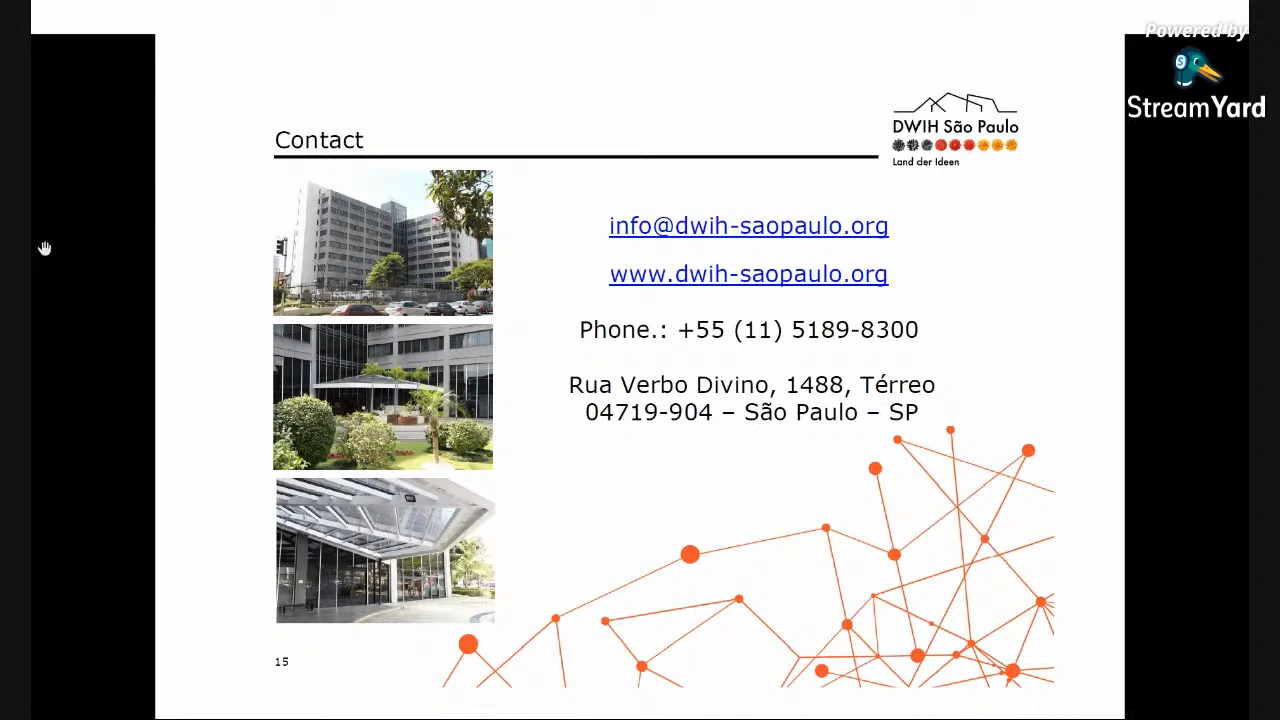 Powered by
StreamYard
DWIH São Paulo
Land der Ideen
Contact
info@dwih-saopaulo.org
www.dwih-saopaulo.org
Phone.: +55 (11) 5189-8300
Rua Verbo Divino, 1488, Térreo
04719-904 – São Paulo – SP
15